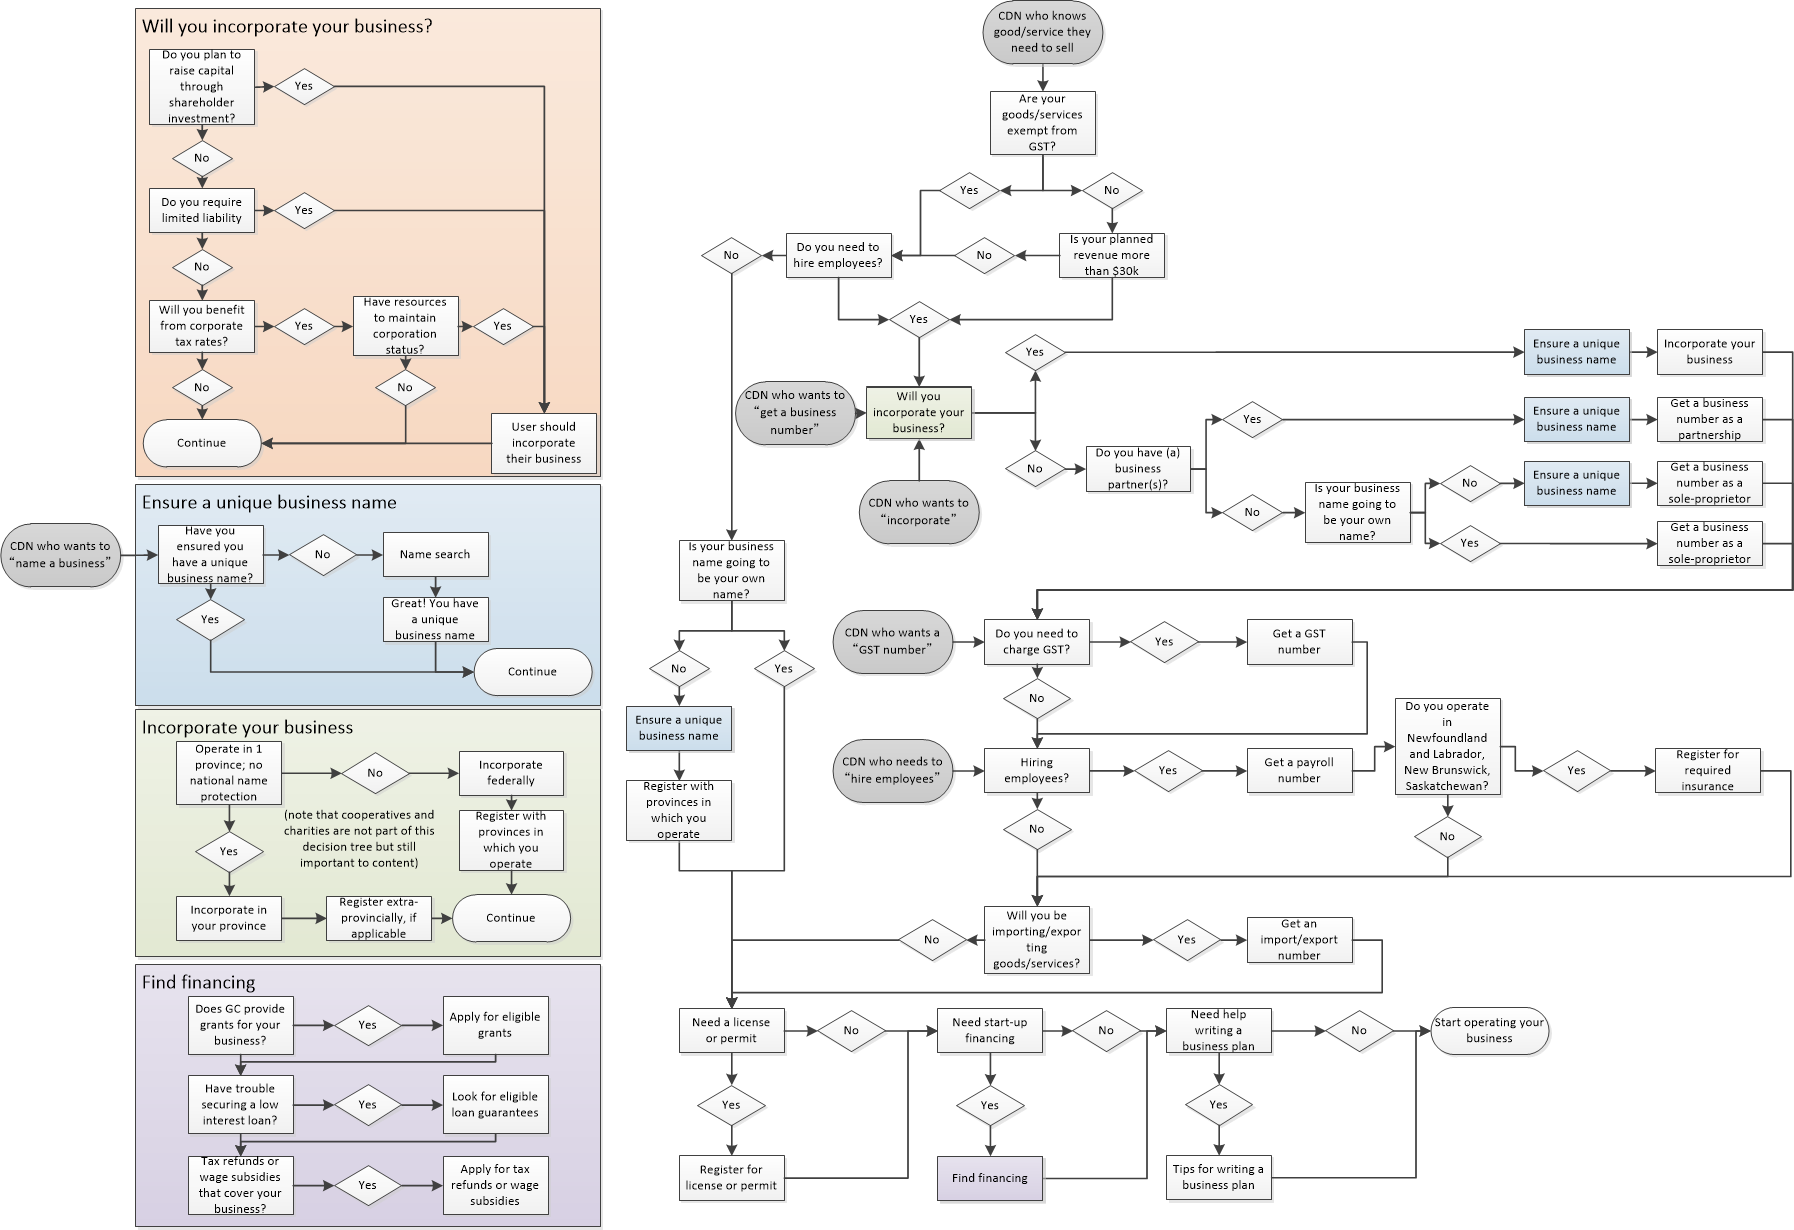 Will you incorporate your business?
Do you plan to
raise capital
through
shareholder
investment?
Yes
No
Do you require
limited liability
Yes
No
Will you benefit
from corporate
tax rates?
Yes
Have resources
to maintain
corporation
status?
Yes
No
No
Continue
User should
incorporate
their business
Ensure a unique business name
CDN who wants to
“name a business”
Have you
ensured you
have a unique
business name?
No
Name search
Yes
Great! You have
a unique
business name
Continue
Incorporate your business
Operate in 1
province; no
national name
protection
No
Incorporate
federally
(note that cooperatives and
charities are not part of this
decision tree but still
important to content)
Register with
provinces in
which you
operate
Yes
Incorporate in
your province
Register extra-
provincially, if
applicable
Continue
Find financing
Does GC provide
grants for your
business?
Yes
Apply for eligible
grants
Have trouble
securing a low
interest loan?
Yes
Look for eligible
loan guarantees
Tax refunds or
wage subsidies
that cover your
business?
Yes
Apply for tax
refunds or wage
subsidies
CDN who knows
good/service they
need to sell
Are your
goods/services
exempt from
GST?
Yes
No
No
Do you need to
hire employees?
No
Is your planned
revenue more
than $30k
Yes
CDN who wants to
“get a business
number”
Will you
incorporate your
business?
CDN who wants to
“incorporate”
Yes
Ensure a unique
business name
Incorporate your
business
No
Do you have (a)
business
partner(s)?
Yes
Ensure a unique
business name
Get a business
number as a
partnership
No
Is your business
name going to
be your own
name?
No
Ensure a unique
business name
Get a business
number as a
sole-proprietor
Yes
Get a business
number as a
sole-proprietor
Is your business
name going to
be your own
name?
No
Yes
Ensure a unique
business name
Register with
provinces in
which you
operate
CDN who wants a
“GST number”
Do you need to
charge GST?
Yes
Get a GST
number
No
CDN who needs to
“hire employees”
Hiring
employees?
Yes
Get a payroll
number
Do you operate
in
Newfoundland
and Labrador,
New Brunswick,
Saskatchewan?
Yes
Register for
required
insurance
No
No
Will you be
importing/expor
ting
goods/services?
No
Yes
Get an
import/export
number
Need a license
or permit
No
Need start-up
financing
No
Need help
writing a
business plan
No
Start operating your
business
Yes
Yes
Yes
Register for
license or permit
Find financing
Tips for writing a
business plan